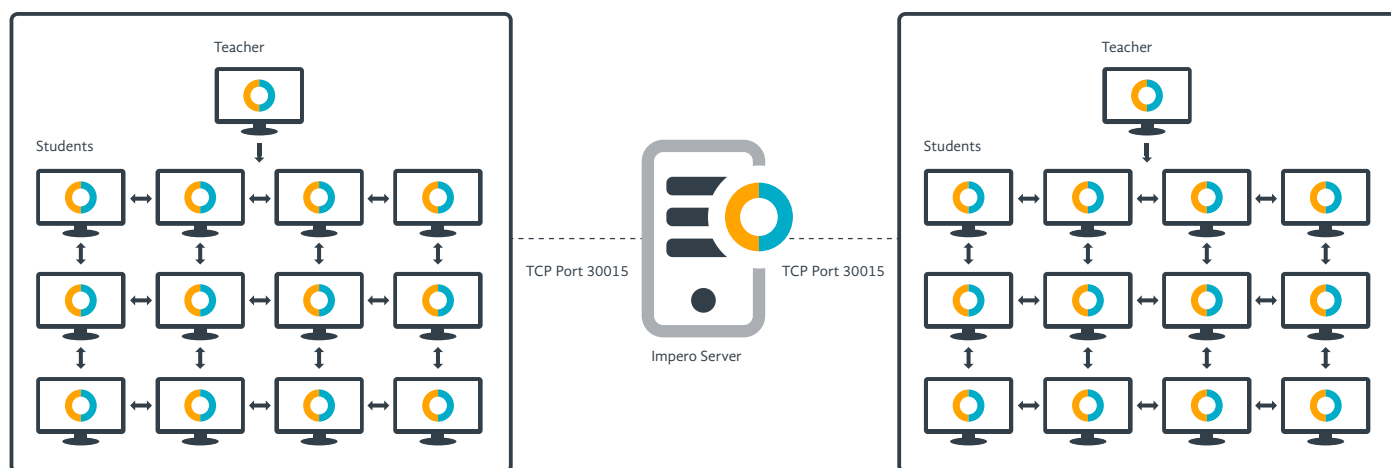 Teacher
Students
TCP Port 30015
Impero Server
TCP Port 30015
Teacher
Students